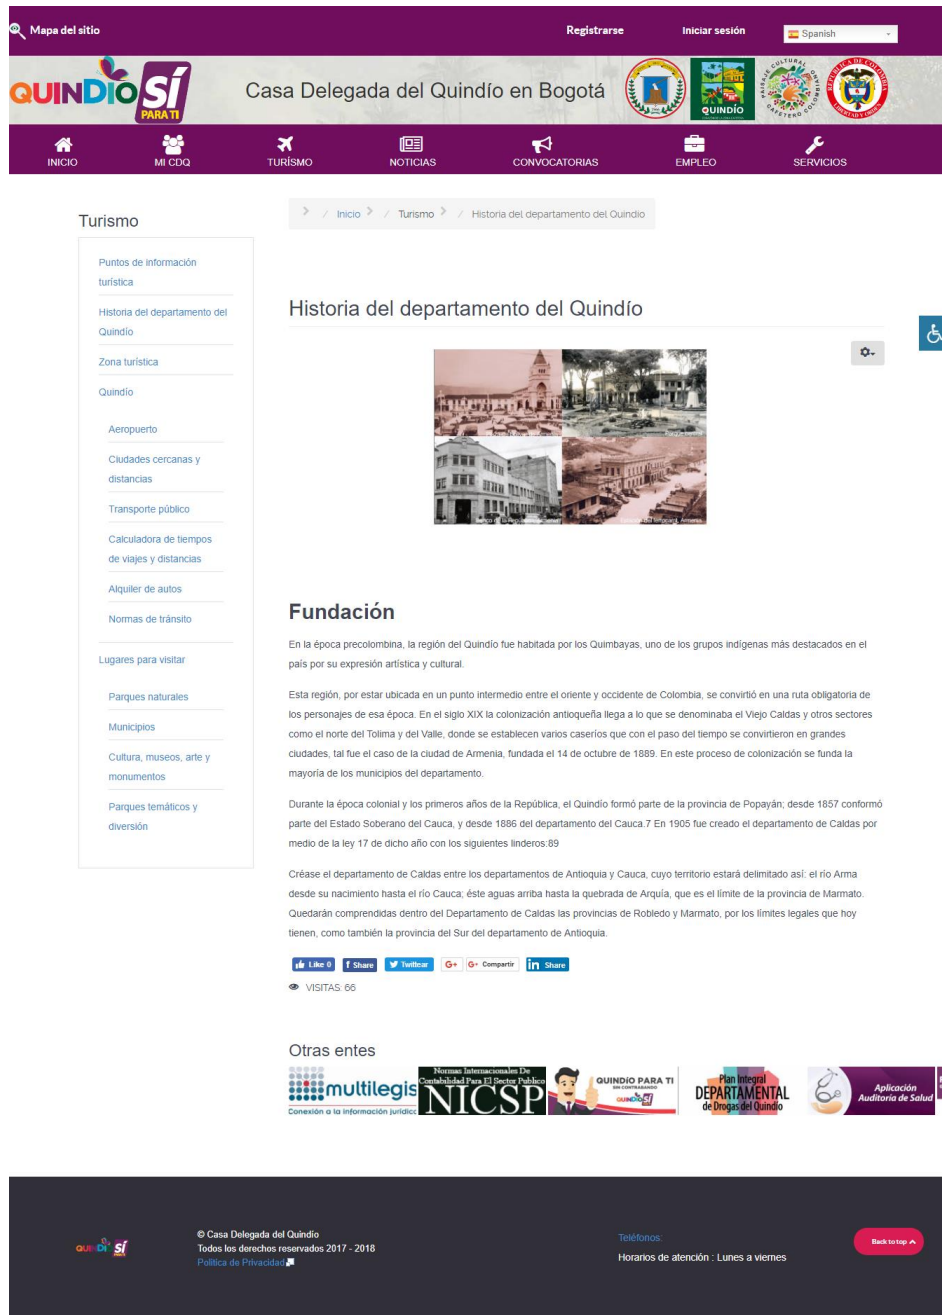 Mapa del sitio
Registrarse
Iniciar sesión
Spanish
QUINDÍO SÍ
PARA TI
Casa Delegada del Quindío en Bogotá
QUINDÍO
PAISAJE CULTURAL CAFETERO COLOMBIANO
REPUBLICA DE COLOMBIA
LIBERTAD Y ORDEN
INICIO
MI CDQ
TURÍSMO
NOTICIAS
CONVOCATORIAS
EMPLEO
SERVICIOS
Turismo
Puntos de información
turística
Historia del departamento del
Quindío
Zona turística
Quindío
Aeropuerto
Ciudades cercanas y
distancias
Transporte público
Calculadora de tiempos
de viajes y distancias
Alquiler de autos
Normas de tránsito
Lugares para visitar
Parques naturales
Municipios
Cultura, museos, arte y
monumentos
Parques temáticos y
diversión
/ Inicio / Turismo / Historia del departamento del Quindío
Historia del departamento del Quindío
Fundación
En la época precolombina, la región del Quindío fue habitada por los Quimbayas, uno de los grupos indígenas más destacados en el
país por su expresión artística y cultural.
Esta región, por estar ubicada en un punto intermedio entre el oriente y occidente de Colombia, se convirtió en una ruta obligatoria de
los personajes de esa época. En el siglo XIX la colonización antioqueña llega a lo que se denominaba el Viejo Caldas y otros sectores
como el norte del Tolima y del Valle, donde se establecen varios caseríos que con el paso del tiempo se convirtieron en grandes
ciudades, tal fue el caso de la ciudad de Armenia, fundada el 14 de octubre de 1889. En este proceso de colonización se funda la
mayoría de los municipios del departamento.
Durante la época colonial y los primeros años de la República, el Quindío formó parte de la provincia de Popayán; desde 1857 conformó
parte del Estado Soberano del Cauca, y desde 1886 del departamento del Cauca.7 En 1905 fue creado el departamento de Caldas por
medio de la ley 17 de dicho año con los siguientes linderos:89
Créase el departamento de Caldas entre los departamentos de Antioquia y Cauca, cuyo territorio estará delimitado así: el río Arma
desde su nacimiento hasta el río Cauca; éste aguas arriba hasta la quebrada de Arquía, que es el límite de la provincia de Marmato.
Quedarán comprendidas dentro del Departamento de Caldas las provincias de Robledo y Marmato, por los límites legales que hoy
tienen, como también la provincia del Sur del departamento de Antioquia.
Like 0
Share
Twittear
G+
G+ Compartir
in Share
VISITAS: 66
Otras entes
multilegis
Conexión a la información jurídica
Normas Internacionales De
Contabilidad Para El Sector Publico
NICSP
QUINDÍO PARA TI
SIN CONTRABANDO
QUINDÍO SÍ
Plan Integral
DEPARTAMENTAL
de Drogas del Quindío
Aplicación
Auditoría de Salud
QUINDÍO SÍ
© Casa Delegada del Quindío
Todos los derechos reservados 2017 - 2018
Política de Privacidad
Teléfonos:
Horarios de atención : Lunes a viernes
Back to top